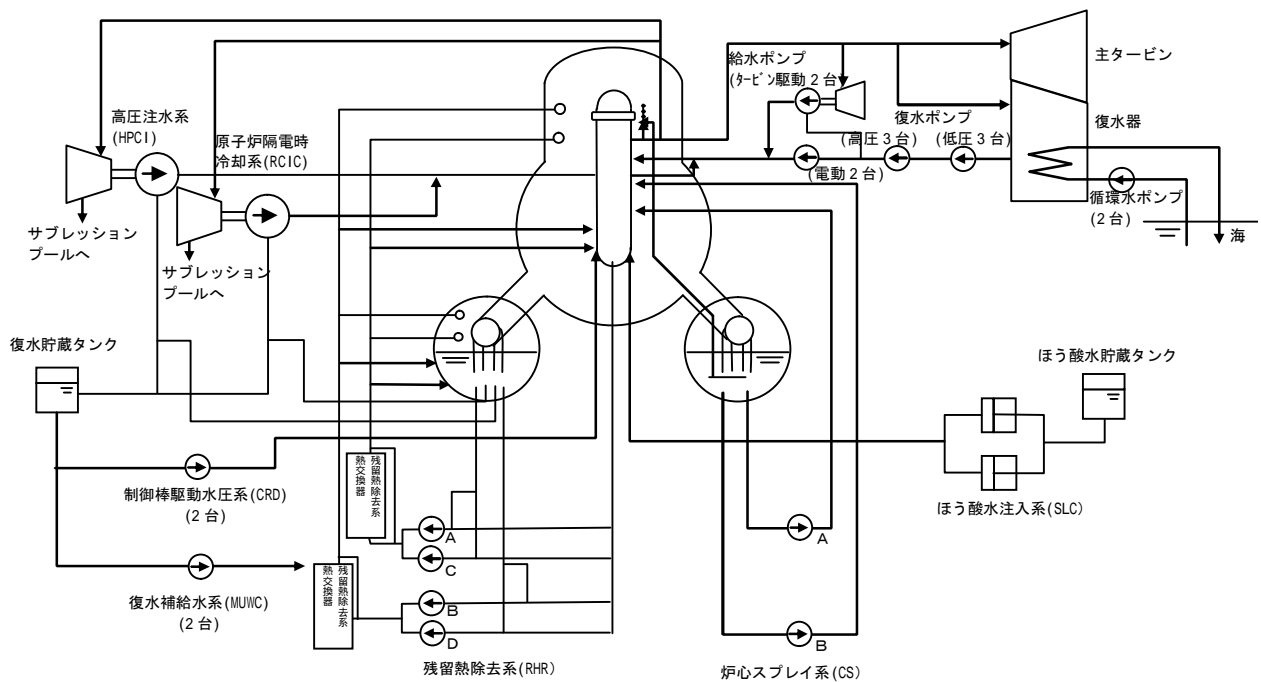 給水ポンプ
(タービン駆動２台
主タービン
高圧注水系
(HPCI)
原子炉隔電時
冷却系(RCIC)
復水ポンプ
(高圧３台)
(低圧３台)
復水器
(電動２台)
循環水ポンプ
(２台)
海
サブレッション
プールへ
サブレッション
プールへ
復水貯蔵タンク
ほう酸水貯蔵タンク
残留熱除去系
熱交換器
制御棒駆動水圧系(CRD)
(２台)
ほう酸水注入系(SLC)
A
C
A
残留熱除去系
熱交換器
復水補給水系(MUWC)
(２台)
B
D
B
残留熱除去系(RHR)
炉心スプレイ系(CS)